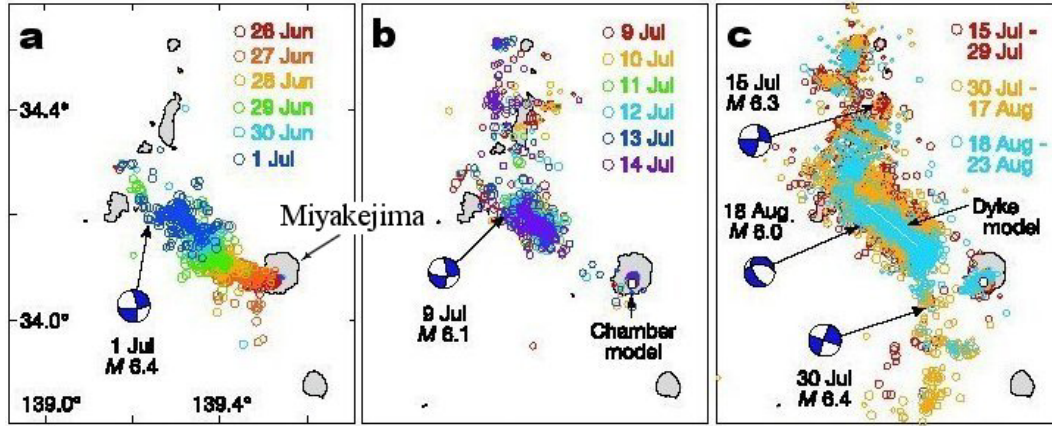 a
26 Jun
27 Jun
28 Jun
29 Jun
30 Jun
1 Jul
34.4°
34.0°
1 Jul
M 6.4
139.0°
139.4°
Miyakejima
b
9 Jul
10 Jul
11 Jul
12 Jul
13 Jul
14 Jul
9 Jul
M 6.1
Chamber
model
c
15 Jul -
29 Jul
30 Jul -
17 Aug
18 Aug -
23 Aug
15 Jul
M 6.3
18 Aug.
M 6.0
Dyke
model
30 Jul
M 6.4